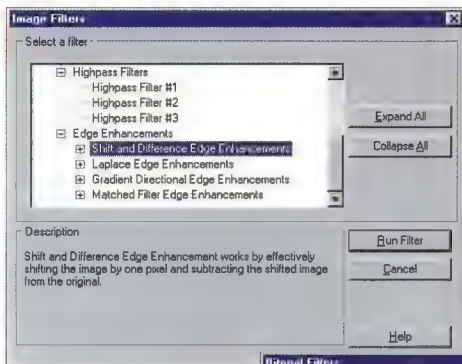 Image Filters
Select a filter
Highpass Filters
Highpass Filter #1
Highpass Filter #2
Highpass Filter #3
Edge Enhancements
Shift and Difference Edge Enhancements
Laplace Edge Enhancements
Gradient Directional Edge Enhancements
Matched Filter Edge Enhancements
Expand All
Collapse All
Description
Shift and Difference Edge Enhancement works by effectively
shifting the image by one pixel and subtracting the shifted image
from the original.
Run Filter
Cancel
Help
Bitonal Filters